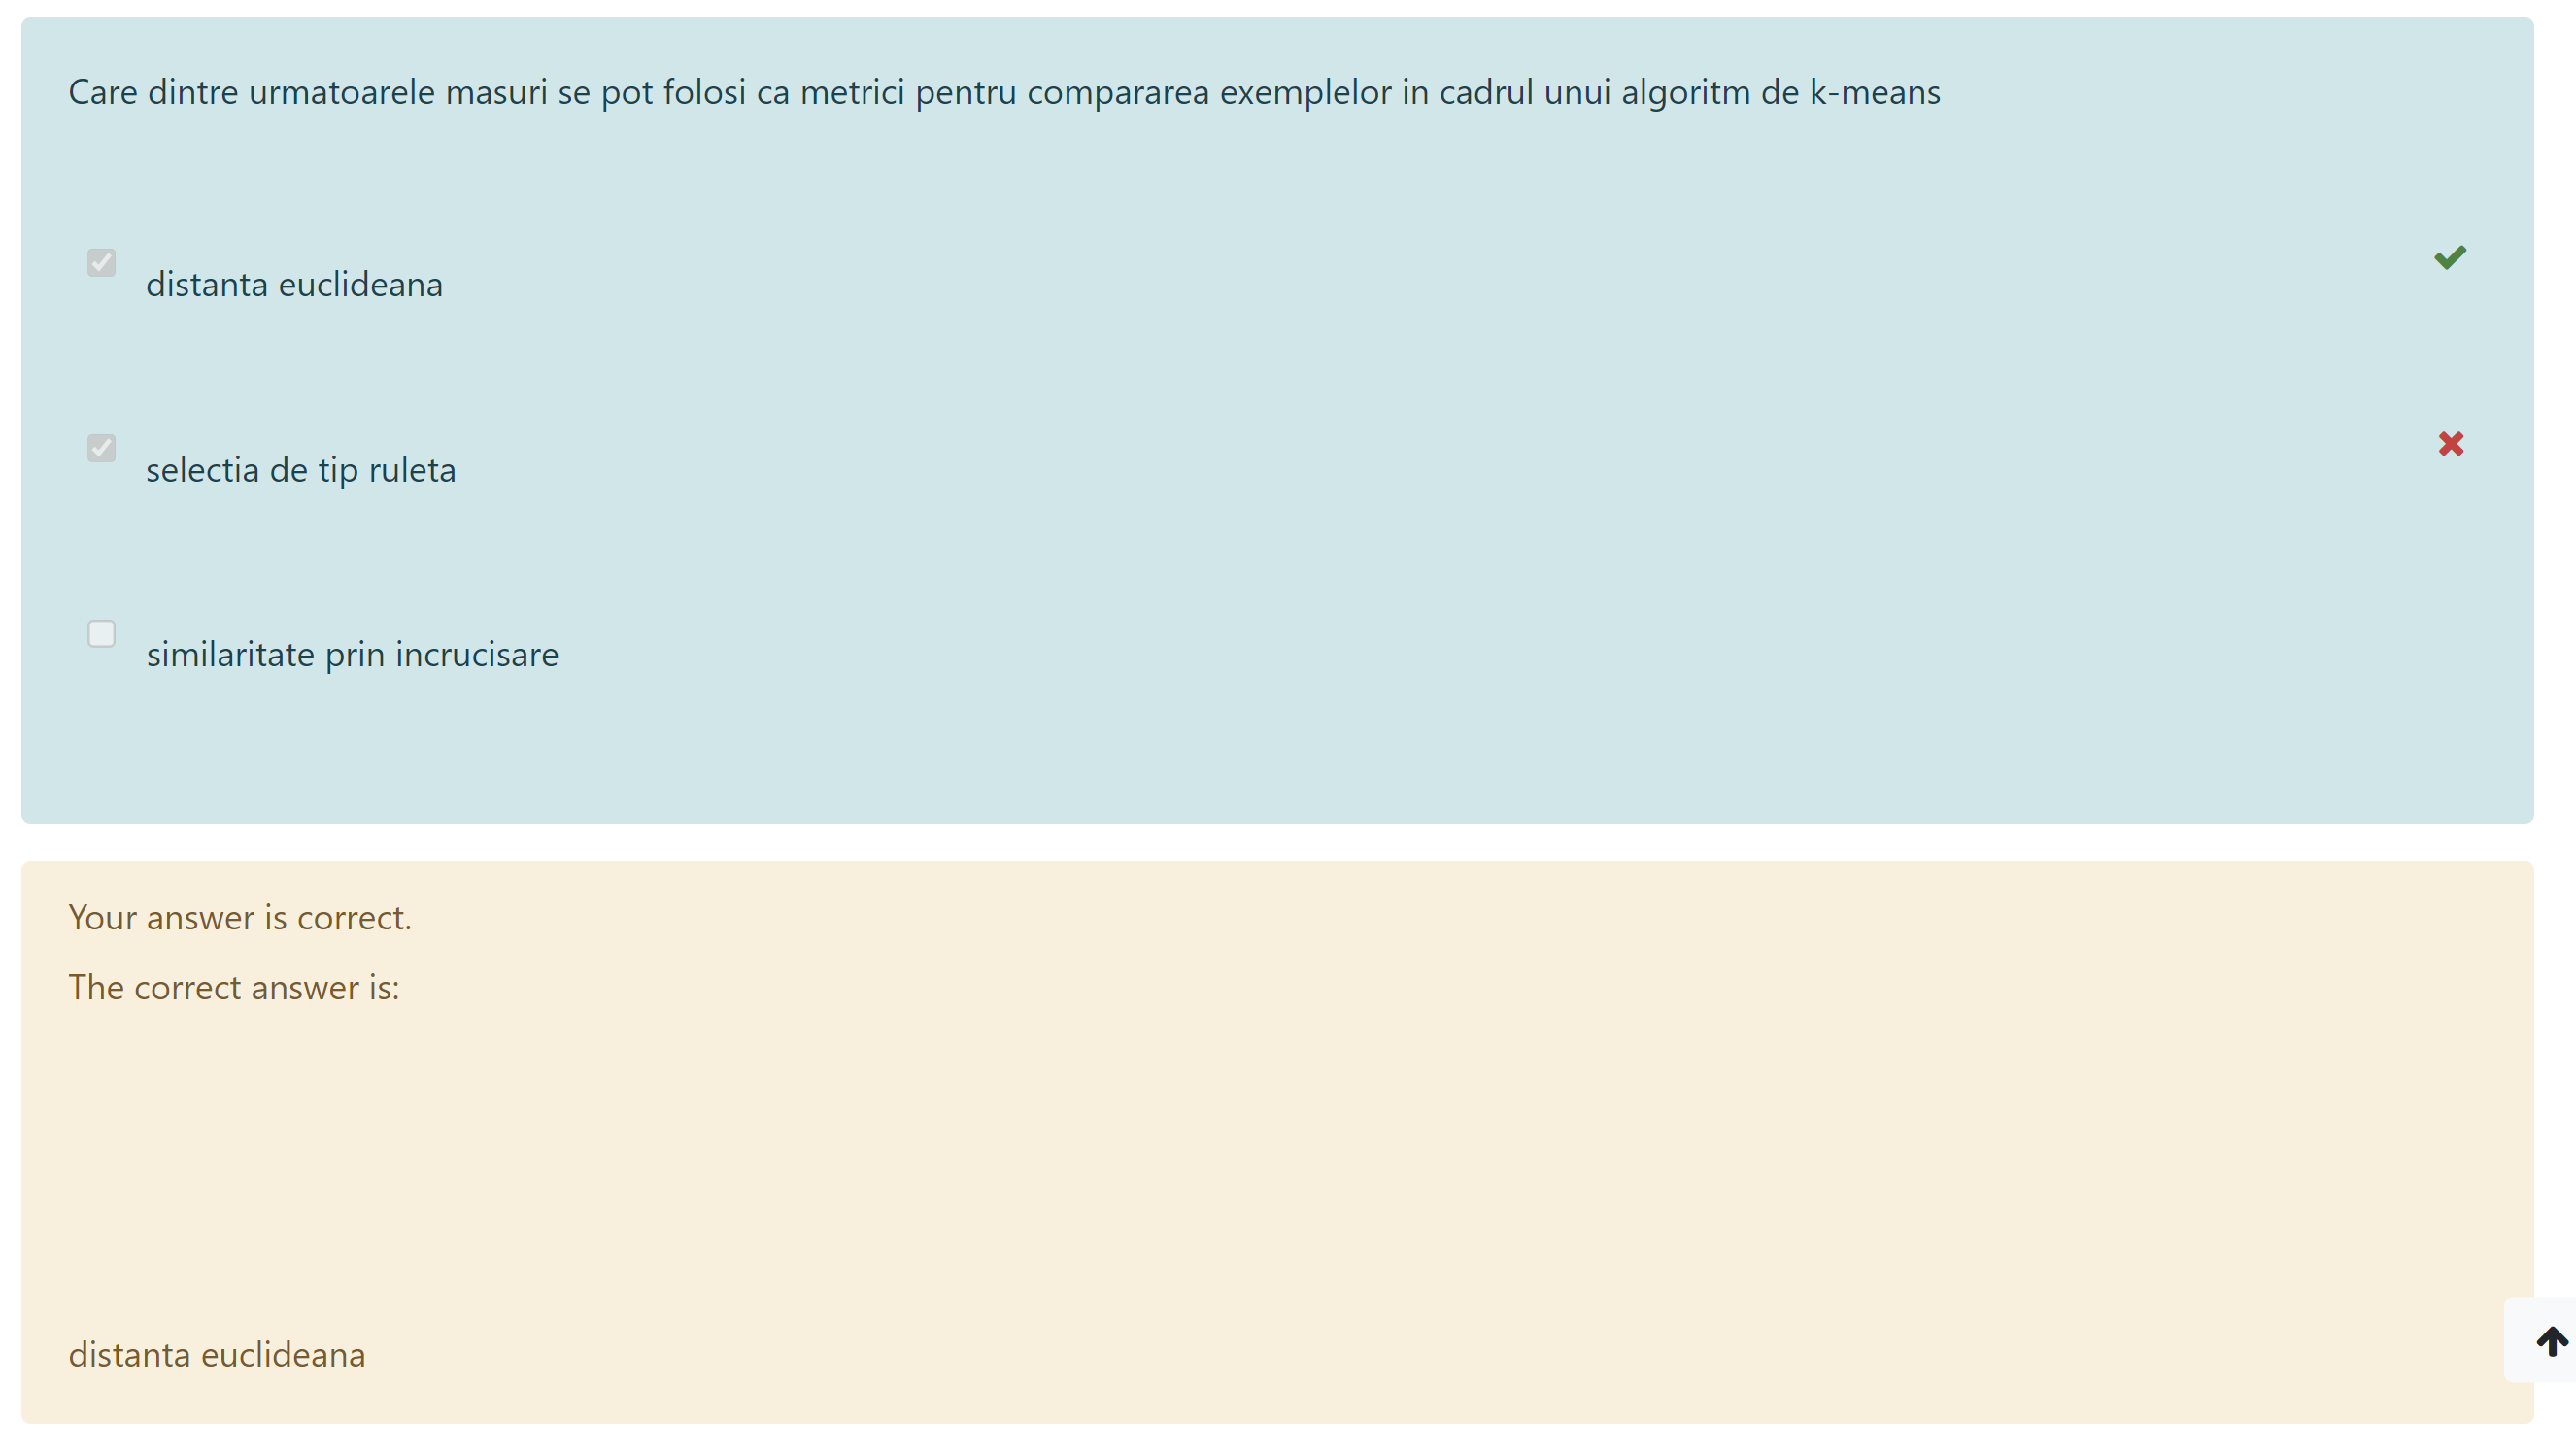 Care dintre urmatoarele masuri se pot folosi ca metrici pentru compararea exemplelor in cadrul unui algoritm de k-means
distanta euclideana
selectia de tip ruleta
similaritate prin incrucisare
Your answer is correct.
The correct answer is:
distanta euclideana